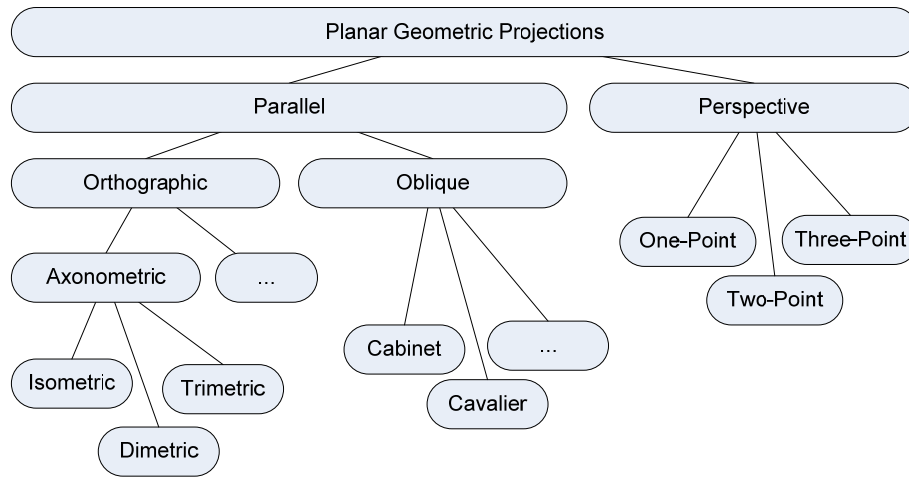 Planar Geometric Projections
Parallel
Perspective
Orthographic
Oblique
One-Point
Three-Point
Axonometric
...
Two-Point
Cabinet
...
Isometric
Trimetric
Cavalier
Dimetric